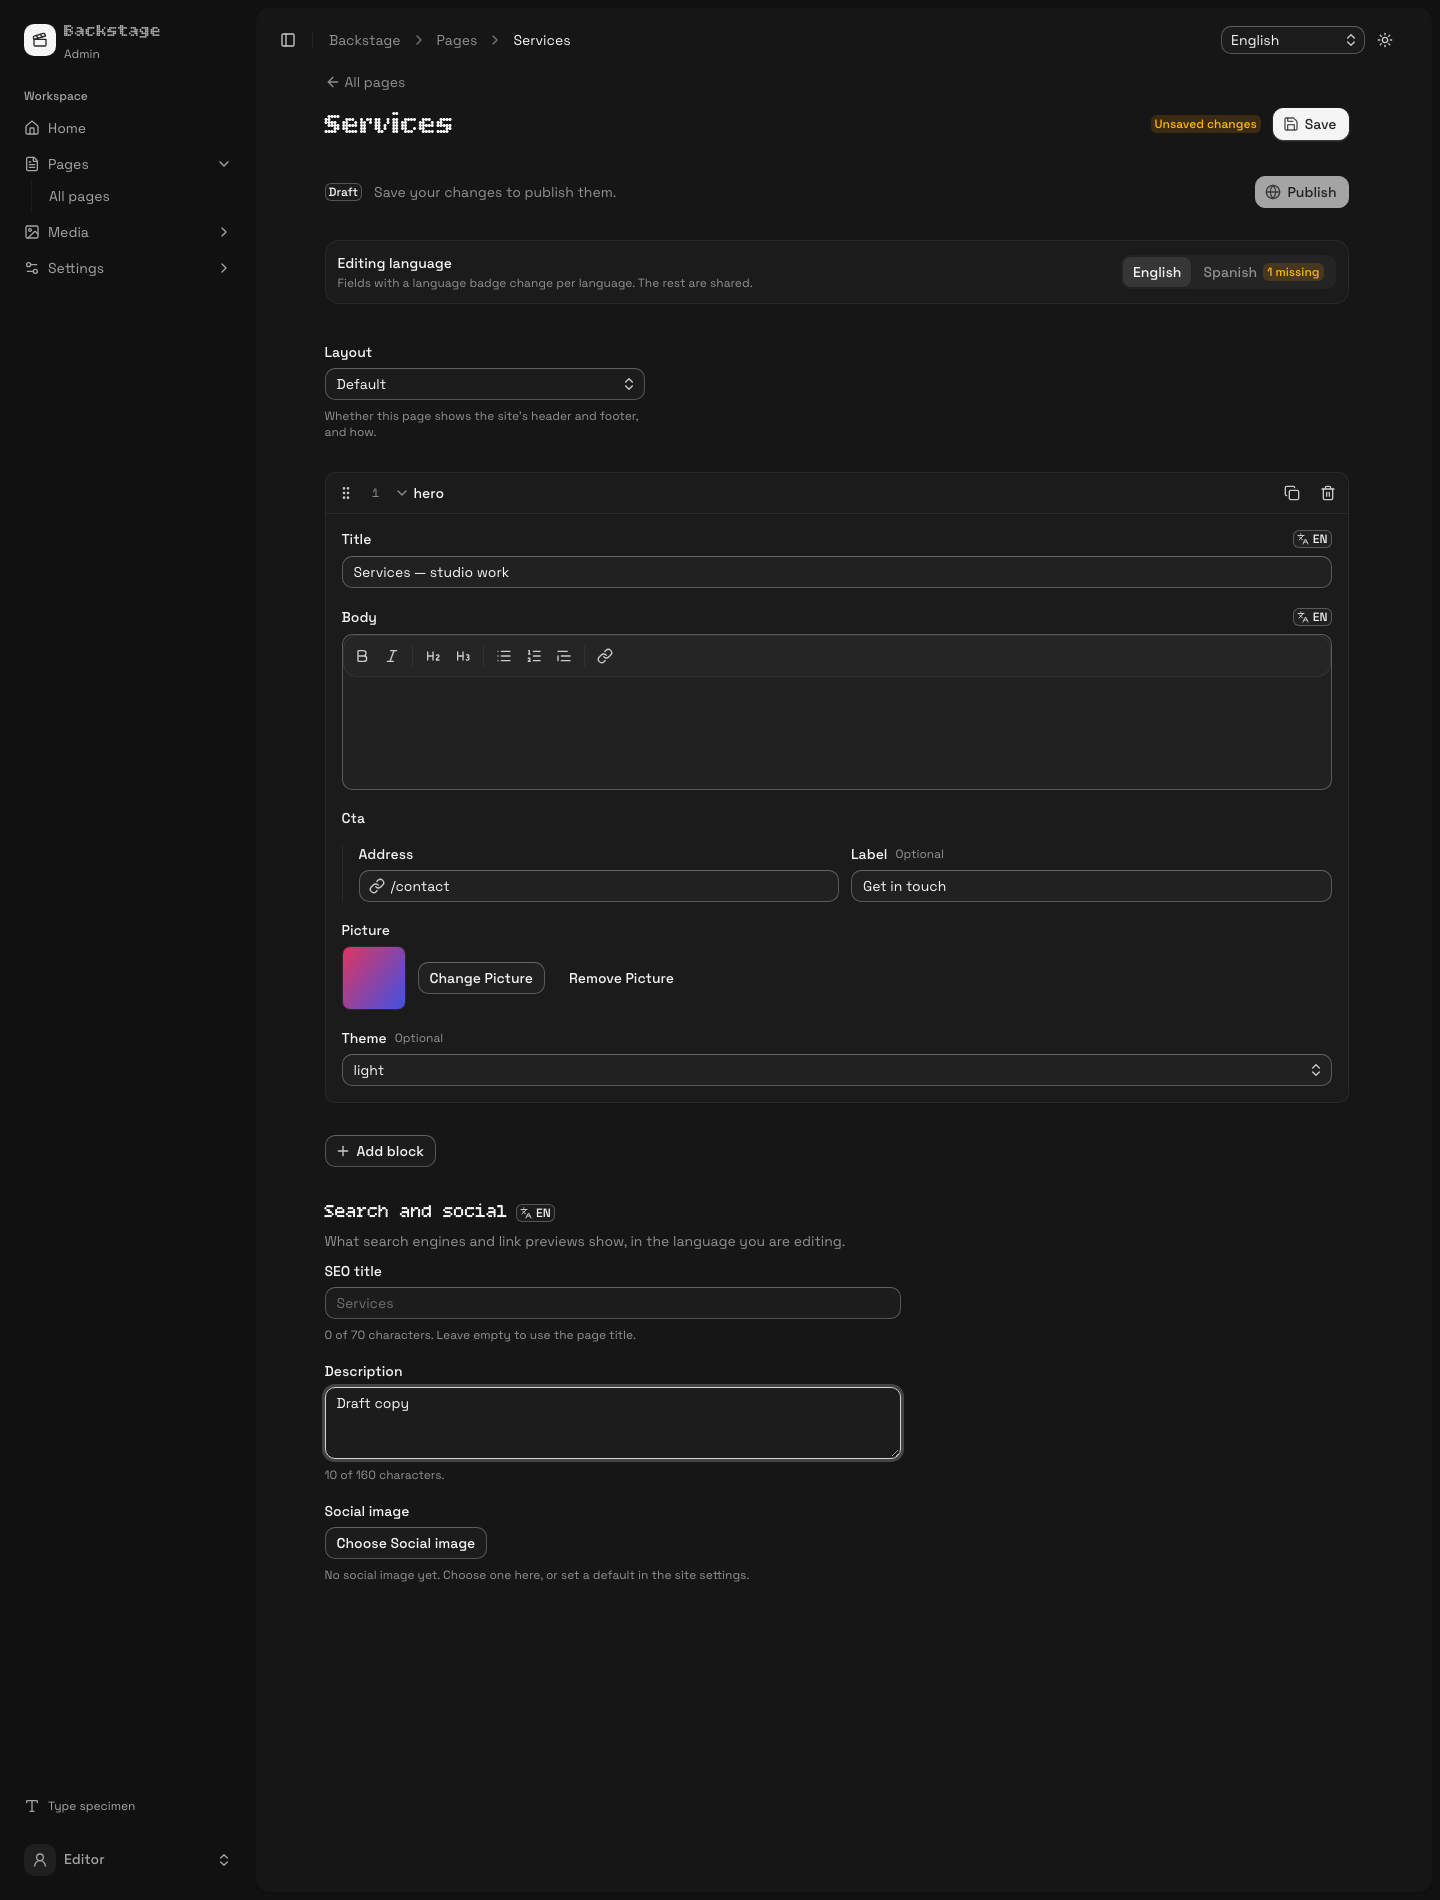 Backstage
Admin
Workspace
Home
Pages
All pages
Media
Settings
Type specimen
Editor
Backstage
Pages
Services
English
All pages
Services
Unsaved changes
Save
Draft
Save your changes to publish them.
Publish
Editing language
Fields with a language badge change per language. The rest are shared.
English
Spanish
1 missing
Layout
Default
Whether this page shows the site's header and footer,
and how.
1
hero
Title
EN
Services — studio work
Body
EN
B I H2 H3
Cta
Address
Label Optional
/contact
Get in touch
Picture
Change Picture
Remove Picture
Theme Optional
light
Add block
Search and social
EN
What search engines and link previews show, in the language you are editing.
SEO title
Services
0 of 70 characters. Leave empty to use the page title.
Description
Draft copy
10 of 160 characters.
Social image
Choose Social image
No social image yet. Choose one here, or set a default in the site settings.